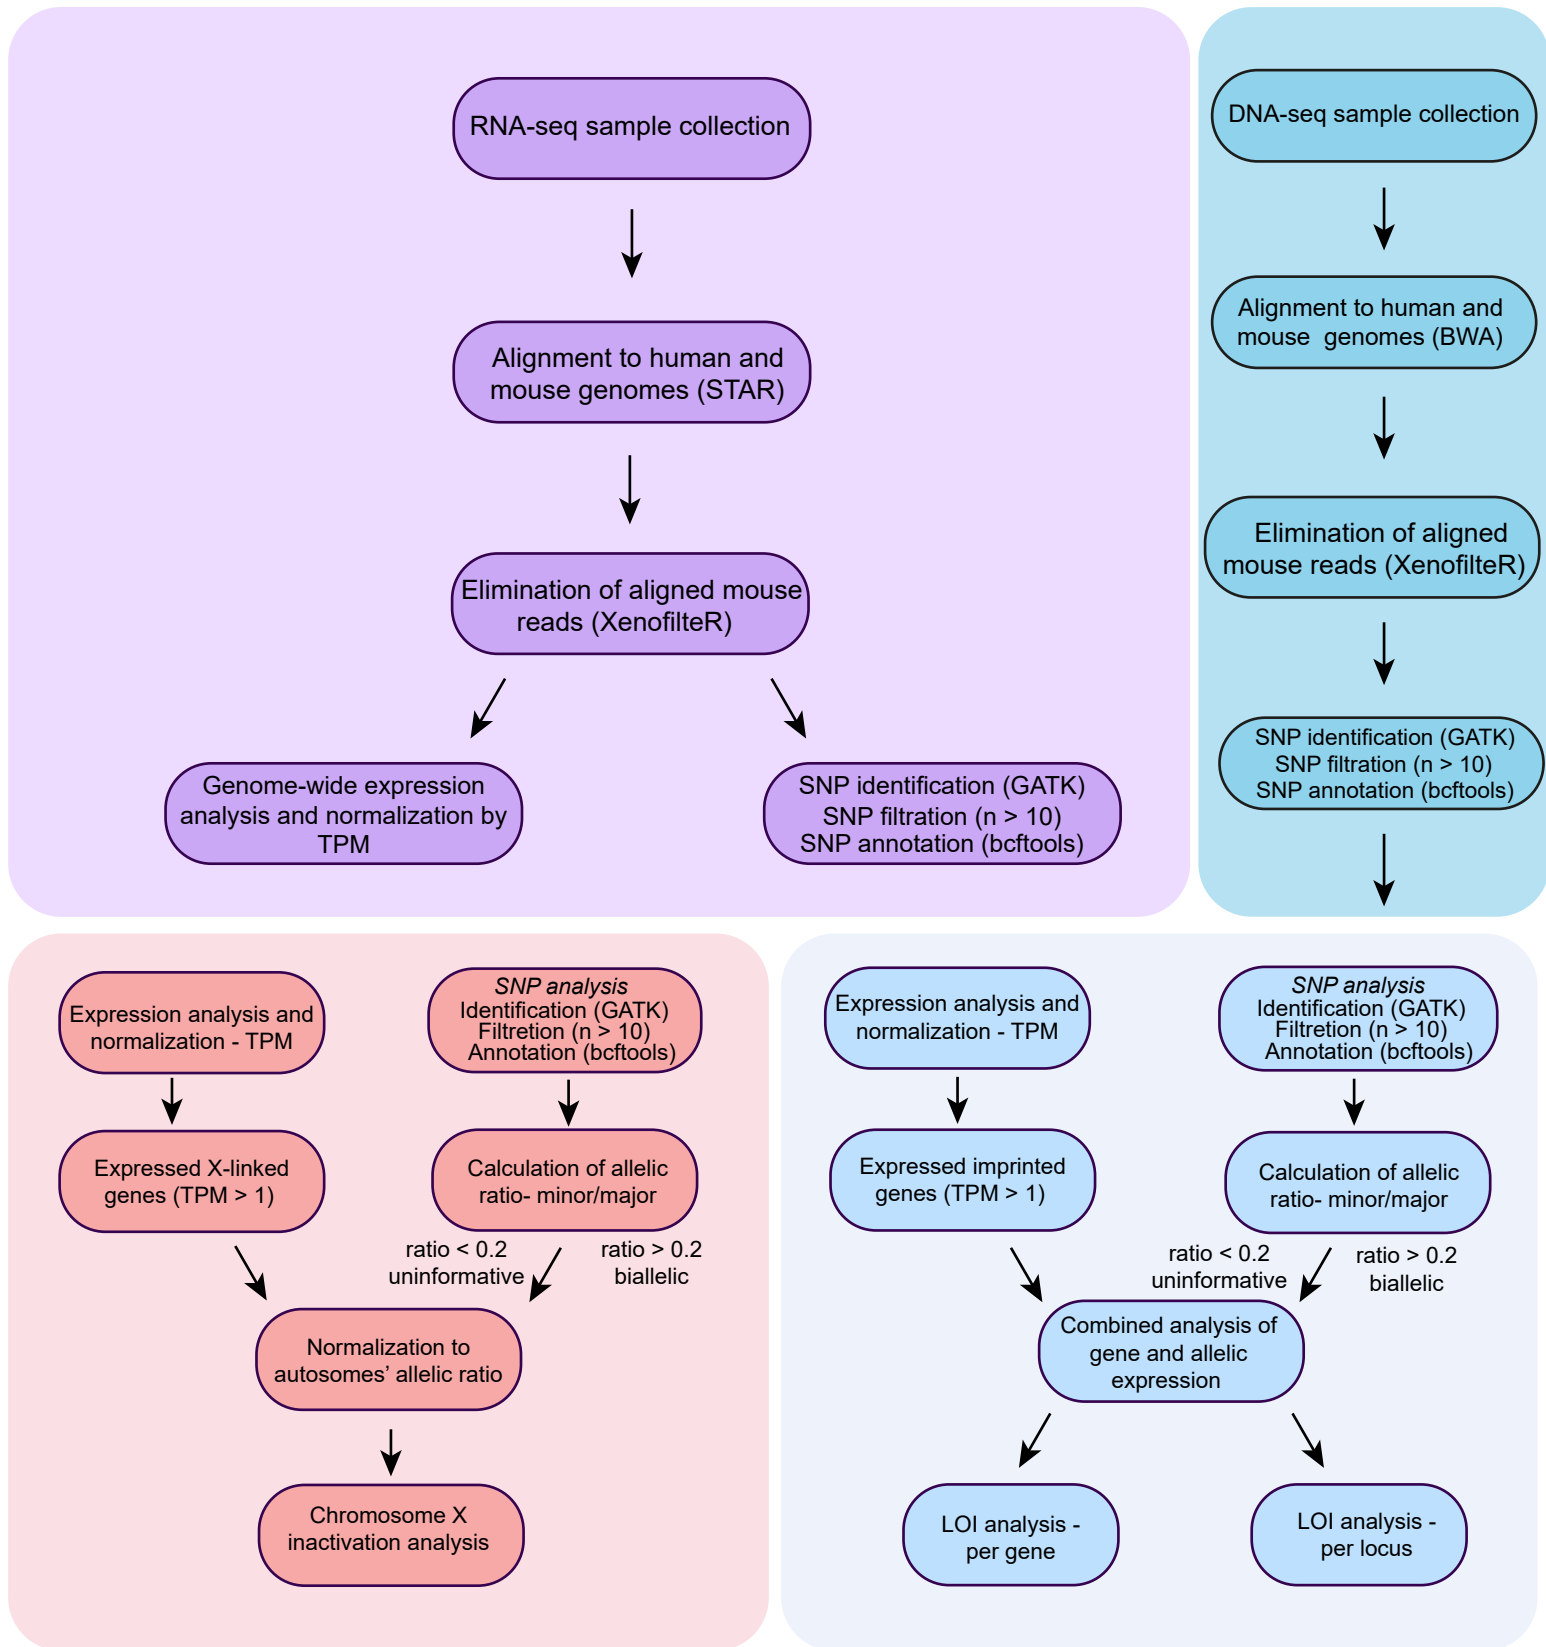 RNA-seq sample collection
Alignment to human and
mouse genomes (STAR)
Elimination of aligned mouse
reads (XenofilteR)
Genome-wide expression
analysis and normalization by
TPM
SNP identification (GATK)
SNP filtration (n > 10)
SNP annotation (bcftools)
DNA-seq sample collection
Alignment to human and
mouse genomes (BWA)
Elimination of aligned
mouse reads (XenofilteR)
SNP identification (GATK)
SNP filtration (n > 10)
SNP annotation (bcftools)
Expression analysis and
normalization - TPM
SNP analysis
Identification (GATK)
Filtretion (n > 10)
Annotation (bcftools)
Expressed X-linked
genes (TPM > 1)
Calculation of allelic
ratio- minor/major
ratio < 0.2
uninformative
ratio > 0.2
biallelic
Normalization to
autosomes’ allelic ratio
Chromosome X
inactivation analysis
Expression analysis and
normalization - TPM
SNP analysis
Identification (GATK)
Filtretion (n > 10)
Annotation (bcftools)
Expressed imprinted
genes (TPM > 1)
Calculation of allelic
ratio- minor/major
ratio < 0.2
uninformative
ratio > 0.2
biallelic
Combined analysis of
gene and allelic
expression
LOI analysis -
per gene
LOI analysis -
per locus